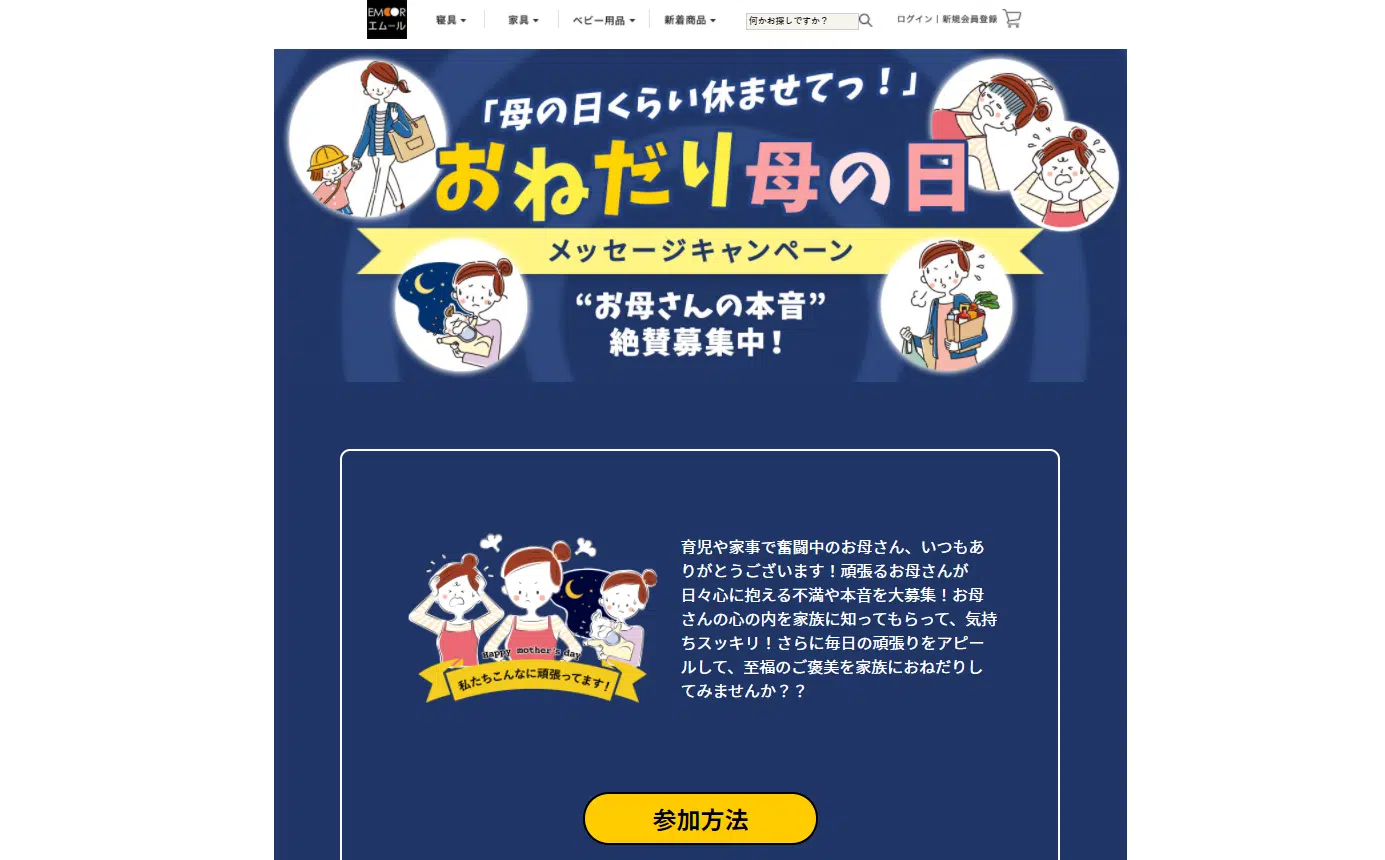 EMOOR
エムール
寝具
家具
ベビー用品
新着商品
何かお探しですか?
ログイン | 新規会員登録
「母の日くらい休ませてっ!」
おねだり母の日
メッセージキャンペーン
“お母さんの本音”
絶賛募集中!
育児や家事で奮闘中のお母さん、いつもあ
りがとうございます!頑張るお母さんが
日々心に抱える不満や本音を大募集!お母
さんの心の内を家族に知ってもらって、気持
ちスッキリ!さらに毎日の頑張りをアピー
ルして、至福のご褒美を家族におねだりし
てみませんか??
Happy mother's day
私たちこんなに頑張ってます!
参加方法